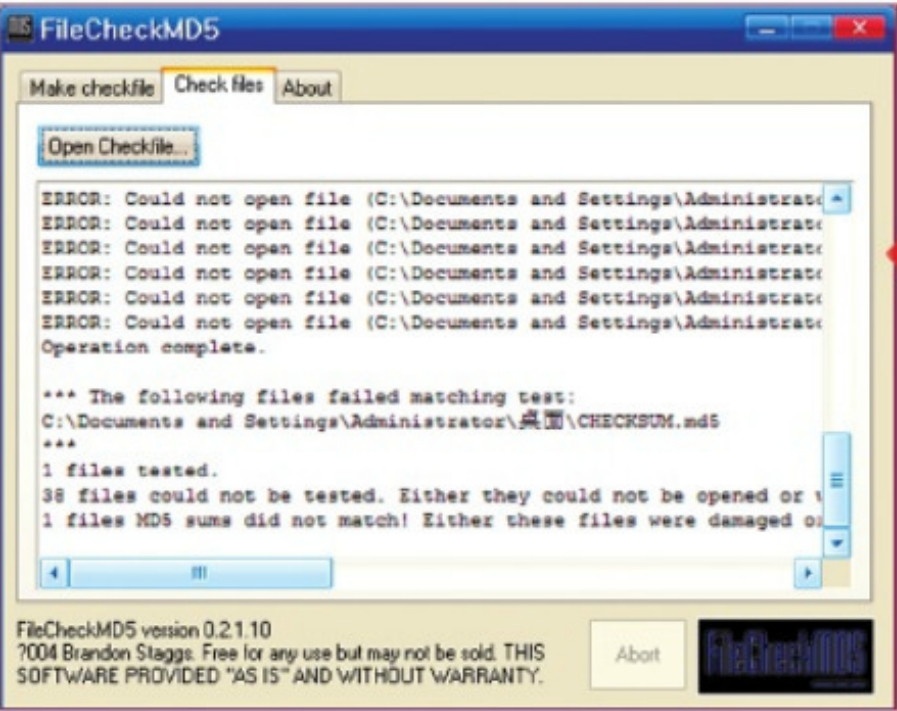 FileCheckMD5
Make checkfile Check files About
Open Checkfile...
ERROR: Could not open file (C:\Documents and Settings\Administrato
ERROR: Could not open file (C:\Documents and Settings\Administrato
ERROR: Could not open file (C:\Documents and Settings\Administrato
ERROR: Could not open file (C:\Documents and Settings\Administrato
ERROR: Could not open file (C:\Documents and Settings\Administrato
ERROR: Could not open file (C:\Documents and Settings\Administrato
Operation complete.
*** The following files failed matching test:
C:\Documents and Settings\Administrator\桌面\CHECKSUM.md5
***
1 files tested.
38 files could not be tested. Either they could not be opened or
1 files MD5 sums did not match! Either these files were damaged or
FileCheckMD5 version 0.2.1.10
?004 Brandon Staggs. Free for any use but may not be sold. THIS
SOFTWARE PROVIDED "AS IS" AND WITHOUT WARRANTY.
Abort
FileCheckMD5